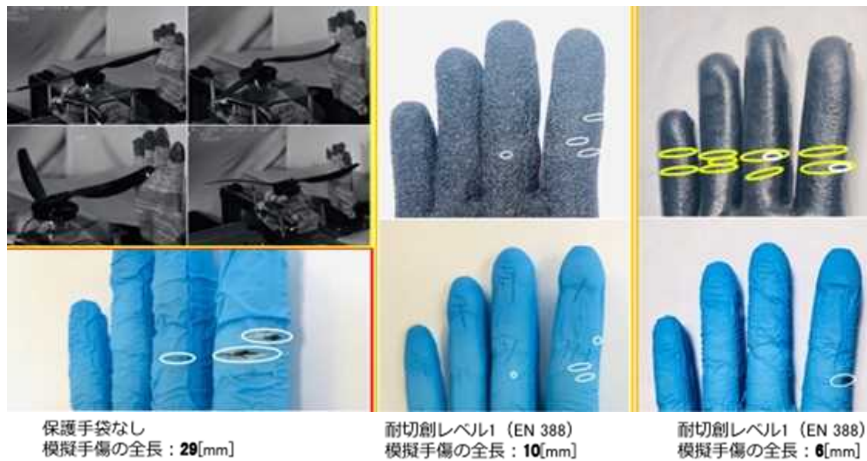 保護手袋なし
模擬手傷の全長：29[mm]
耐切創レベル1（EN 388）
模擬手傷の全長：10[mm]
耐切創レベル1（EN 388）
模擬手傷の全長：6[mm]